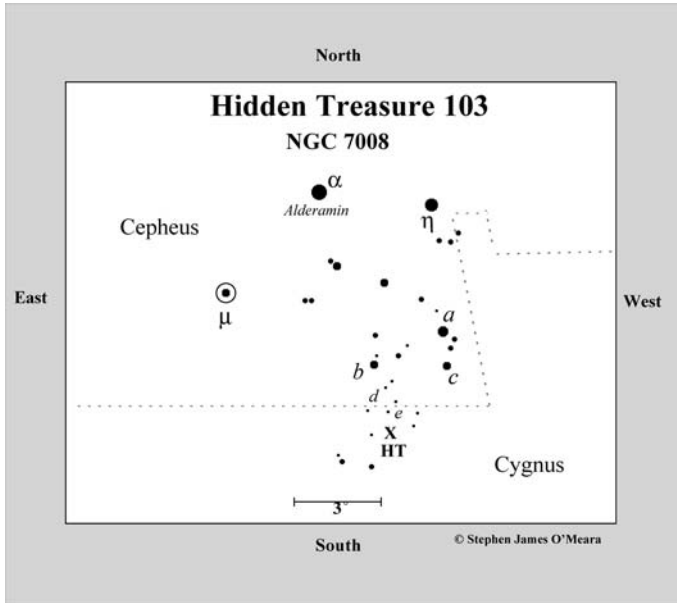 North
Hidden Treasure 103
NGC 7008
α
Alderamin
η
Cepheus
East
West
μ
a
b
c
d
e
X
HT
Cygnus
3°
© Stephen James O'Meara
South